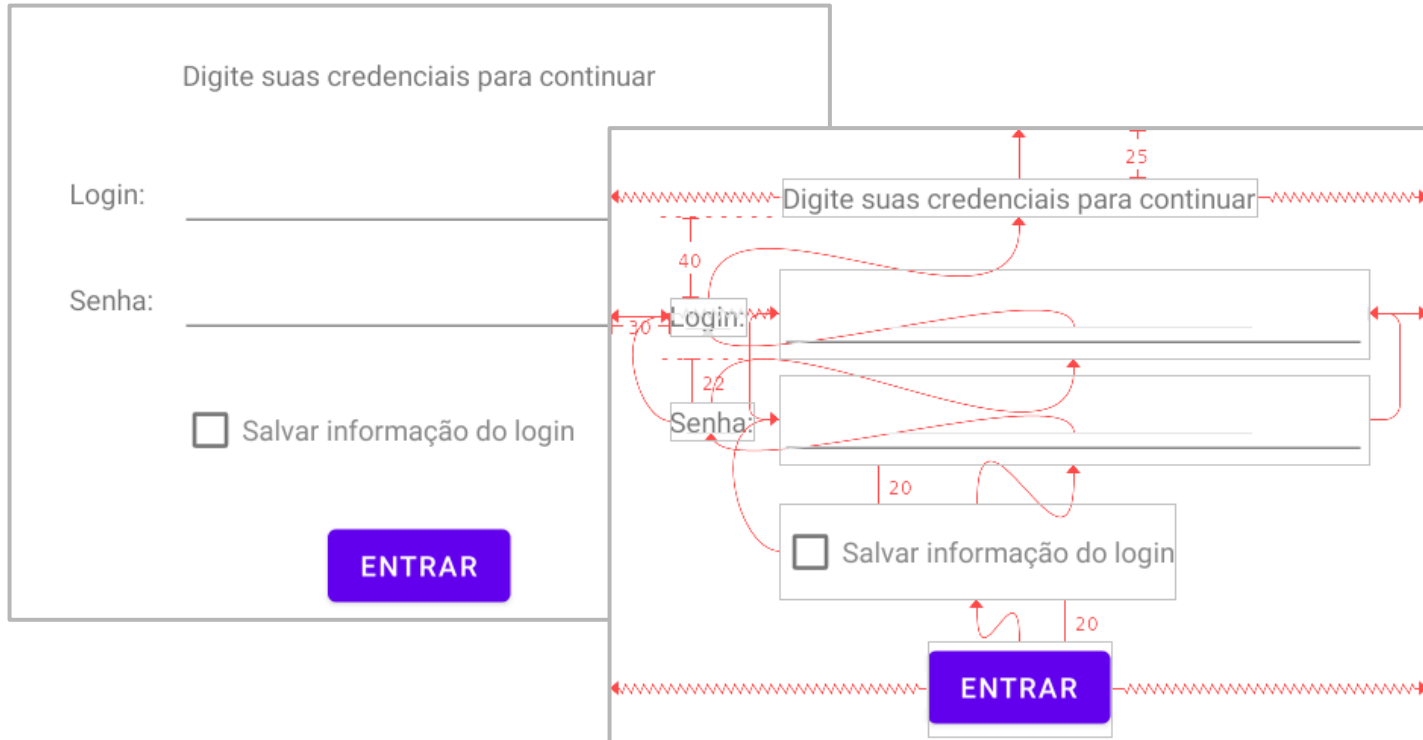 Digite suas credenciais para continuar
Login:
Senha:
Salvar informação do login
ENTRAR
25
Digite suas credenciais para continuar
40
Login:
30
22
Senha:
20
Salvar informação do login
20
ENTRAR